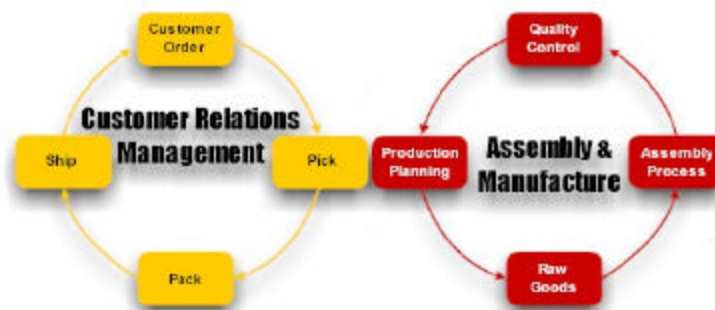 Customer
Order
Customer Relations
Management
Ship
Pick
Pack
Quality
Control
Production
Planning
Assembly &
Manufacture
Assembly
Process
Raw
Goods